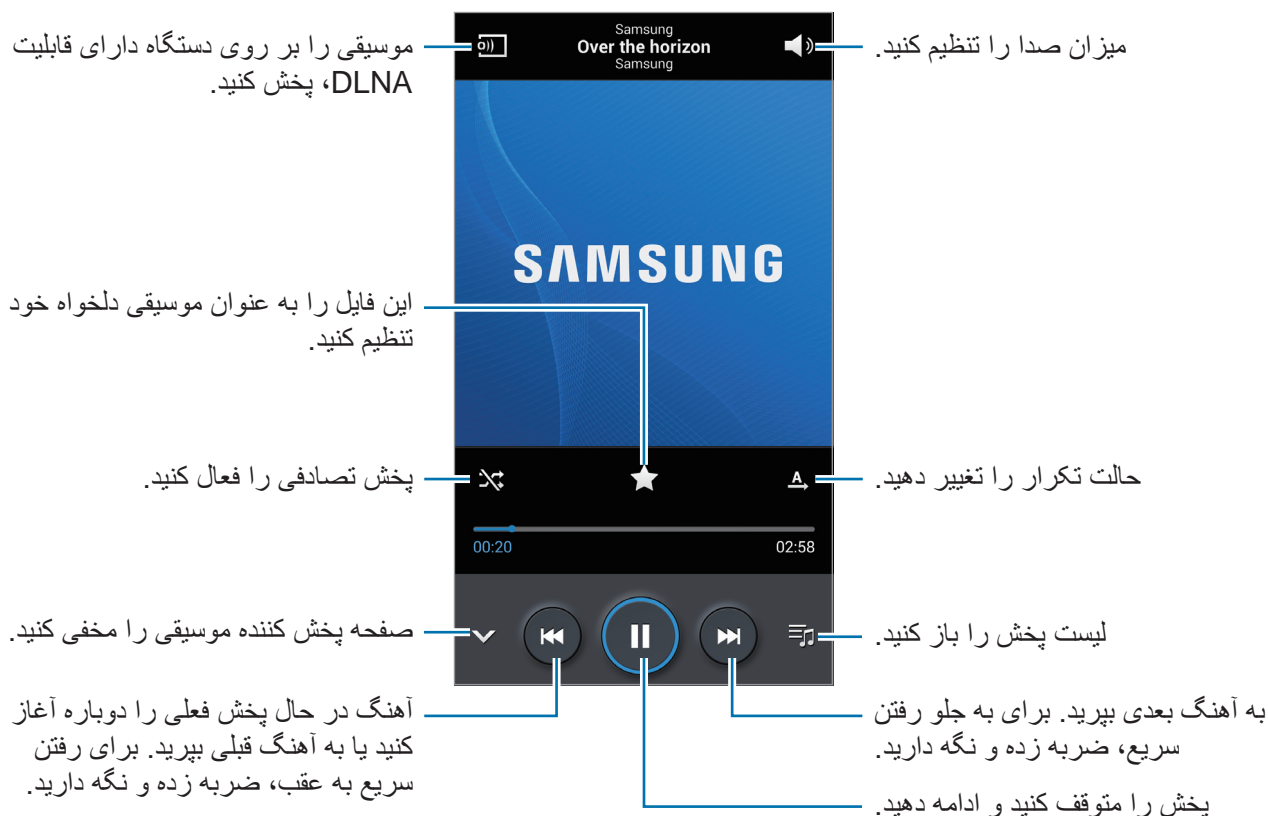 Samsung
Over the horizon
Samsung
موسیقی را بر روی دستگاه دارای قابلیت
DLNA، پخش کنید.
میزان صدا را تنظیم کنید.
SAMSUNG
این فایل را به عنوان موسیقی دلخواه خود
تنظیم کنید.
پخش تصادفی را فعال کنید.
A
حالت تکرار را تغییر دهید.
00:20
02:58
صفحه پخش کننده موسیقی را مخفی کنید.
لیست پخش را باز کنید.
آهنگ در حال پخش فعلی را دوباره آغاز
کنید یا به آهنگ قبلی بپرید. برای رفتن
سریع به عقب، ضربه زده و نگه دارید.
به آهنگ بعدی بپرید. برای به جلو رفتن
سریع، ضربه زده و نگه دارید.
پخش را متوقف کنید و ادامه دهید.